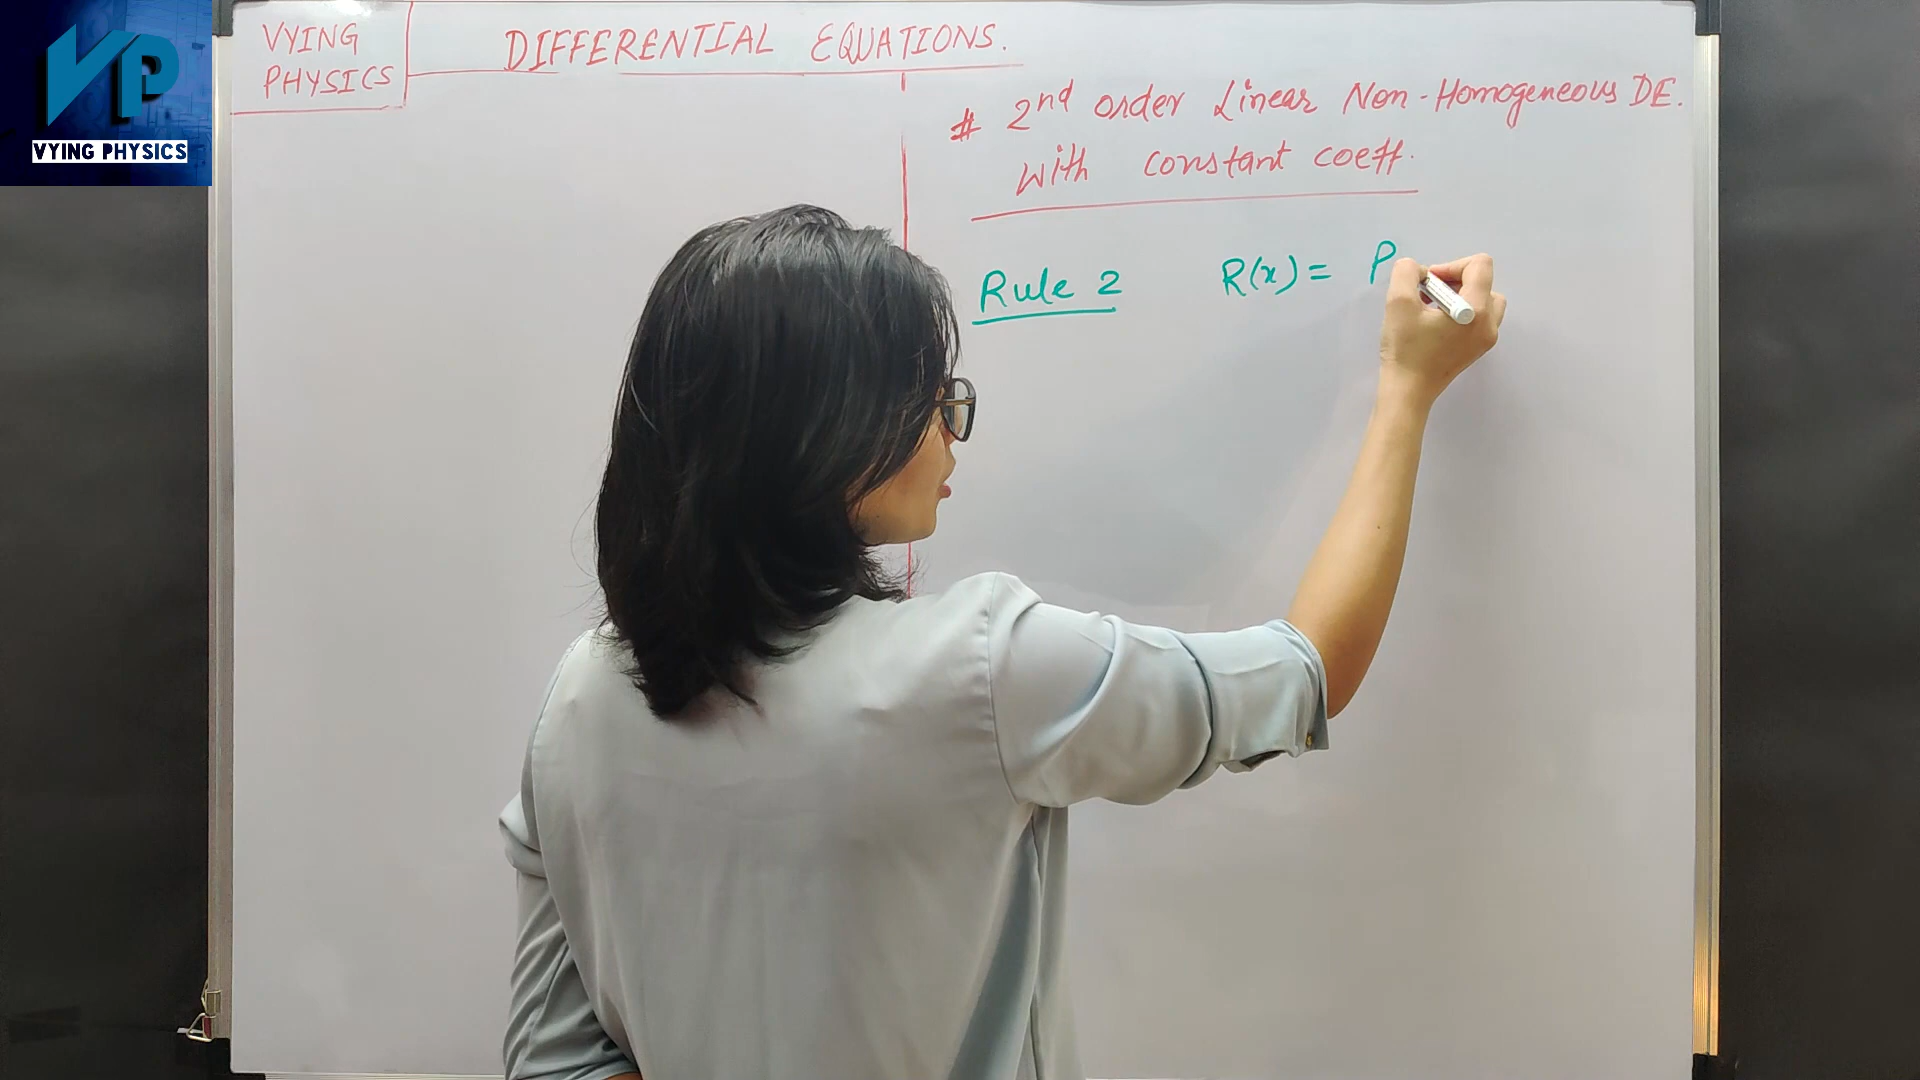 VP
VYING PHYSICS
VYING
PHYSICS
DIFFERENTIAL EQUATIONS.
# 2nd order Linear Non-Homogeneous DE.
with constant coeff.
Rule 2 R(x) = P